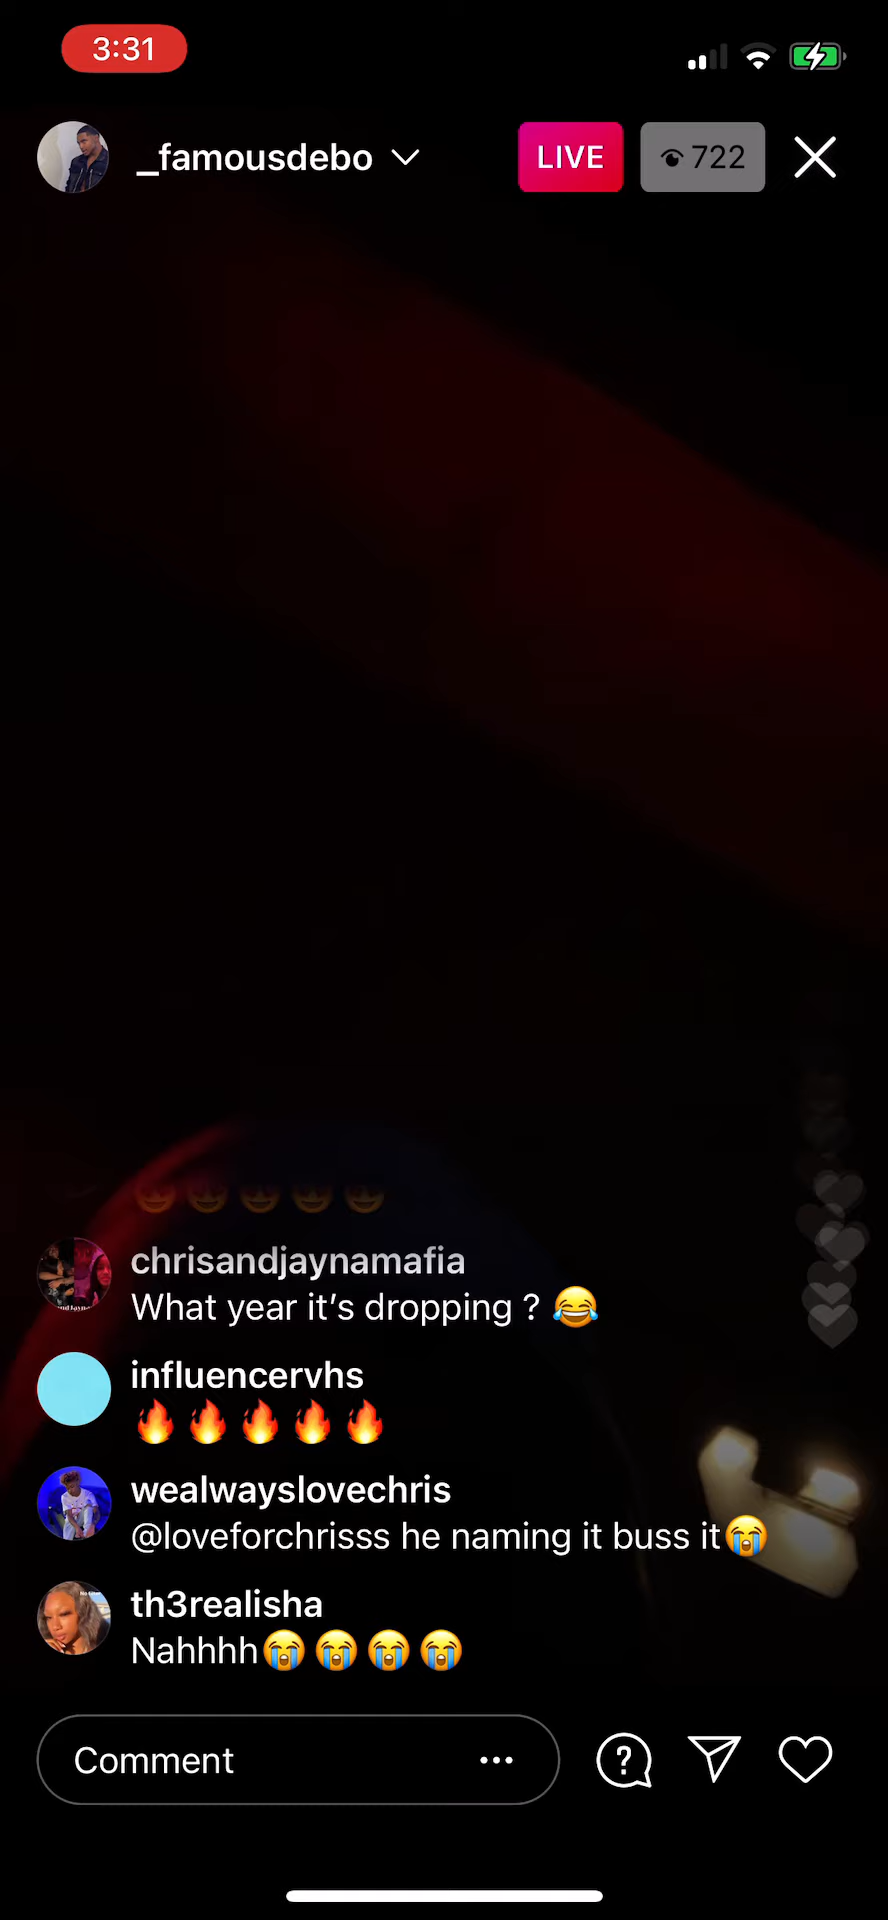 3:31
_famousdebo
LIVE
722
😍😍😍😍😍
chrisandjaynamafia
What year it’s dropping ? 😂
influencervhs
🔥🔥🔥🔥🔥
wealwayslovechris
@loveforchrisss he naming it buss it😭
th3realisha
Nahhhh😭😭😭😭
Comment